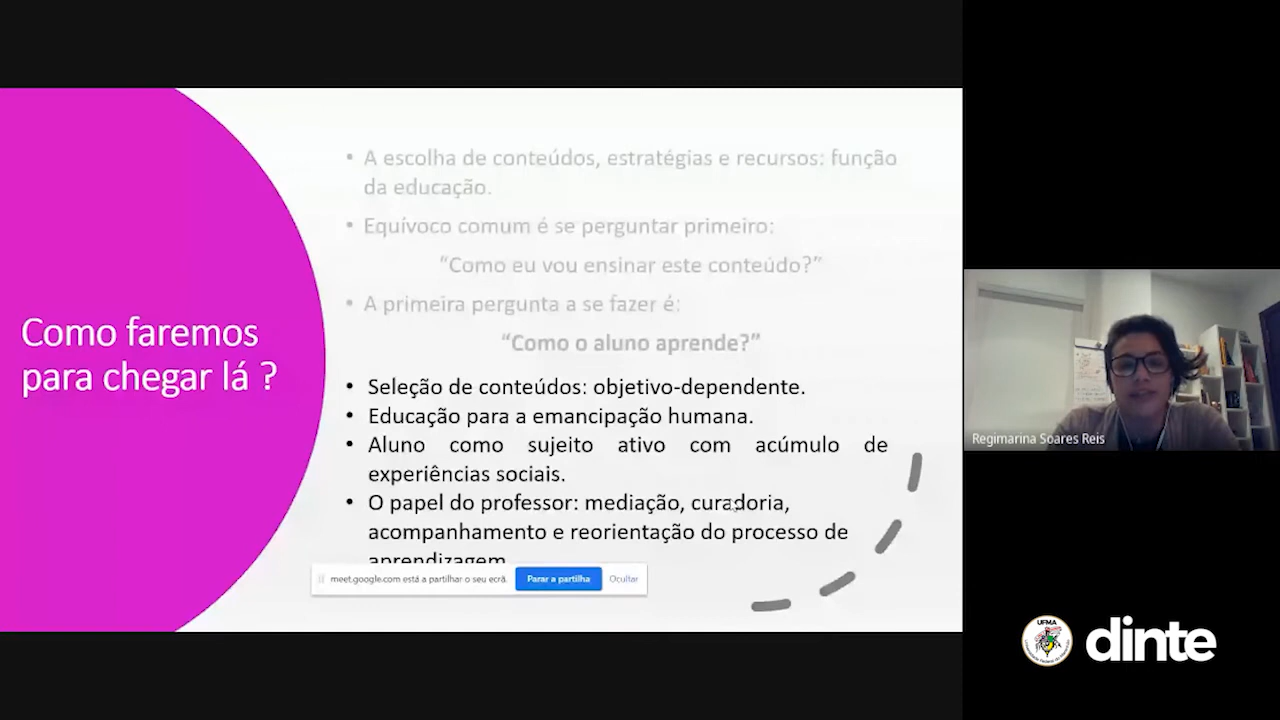 Como faremos
para chegar lá ?
• A escolha de conteúdos, estratégias e recursos: função
da educação.
• Equívoco comum é se perguntar primeiro:
“Como eu vou ensinar este conteúdo?”
• A primeira pergunta a se fazer é:
“Como o aluno aprende?”
• Seleção de conteúdos: objetivo-dependente.
• Educação para a emancipação humana.
• Aluno como sujeito ativo com acúmulo de
experiências sociais.
• O papel do professor: mediação, curadoria,
acompanhamento e reorientação do processo de
aprendizagem
meet.google.com está a partilhar o seu ecrã.
Parar a partilha
Ocultar
Regimarina Soares Reis
UFMA
dinte